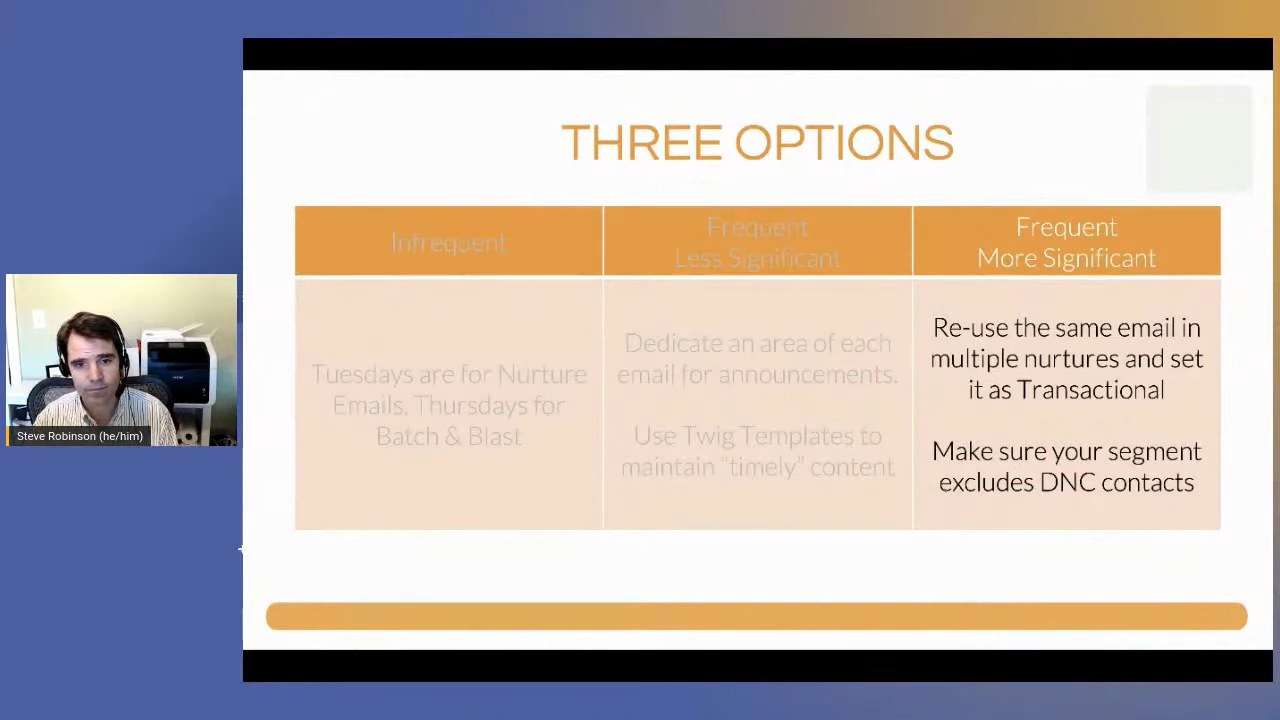 THREE OPTIONS
Infrequent
Frequent
Less Significant
Frequent
More Significant
Tuesdays are for Nurture
Emails, Thursdays for
Batch & Blast
Dedicate an area of each
email for announcements.
Use Twig Templates to
maintain "timely" content
Re-use the same email in
multiple nurtures and set
it as Transactional
Make sure your segment
excludes DNC contacts
Steve Robinson (he/him)